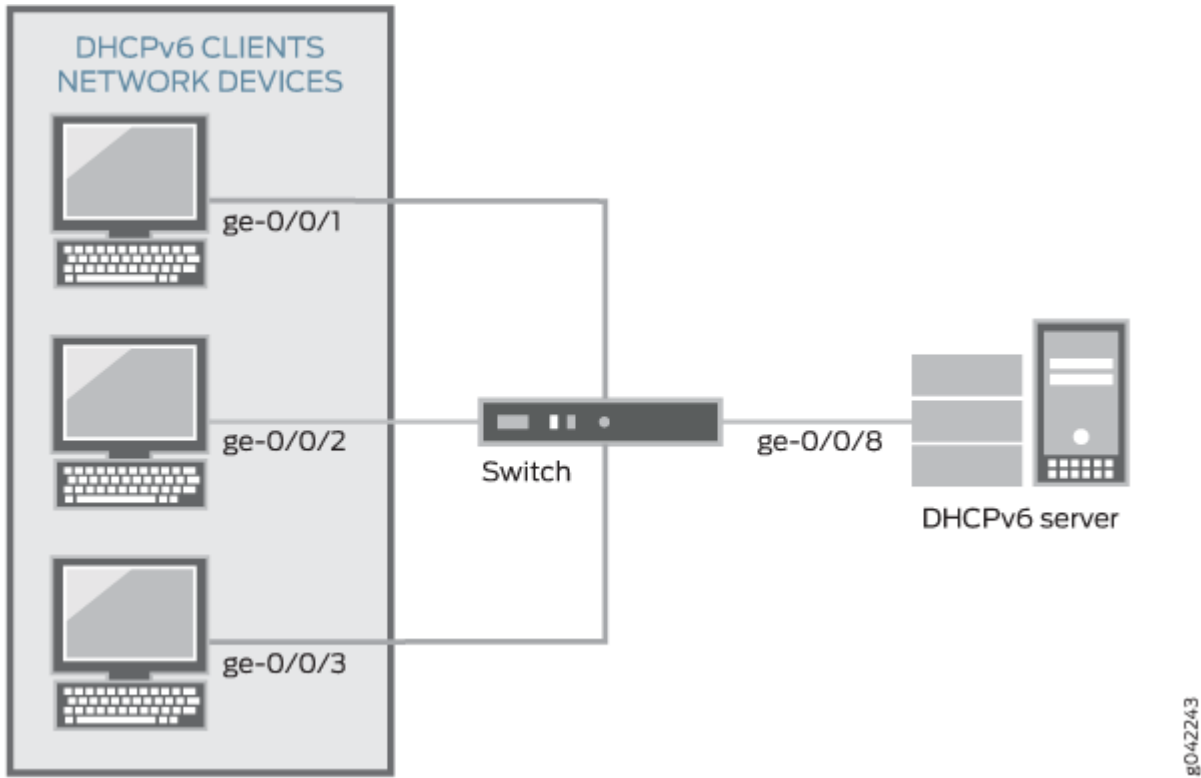 DHCPv6 CLIENTS
NETWORK DEVICES
ge-0/0/1
ge-0/0/2
ge-0/0/8
Switch
DHCPv6 server
ge-0/0/3
g042243